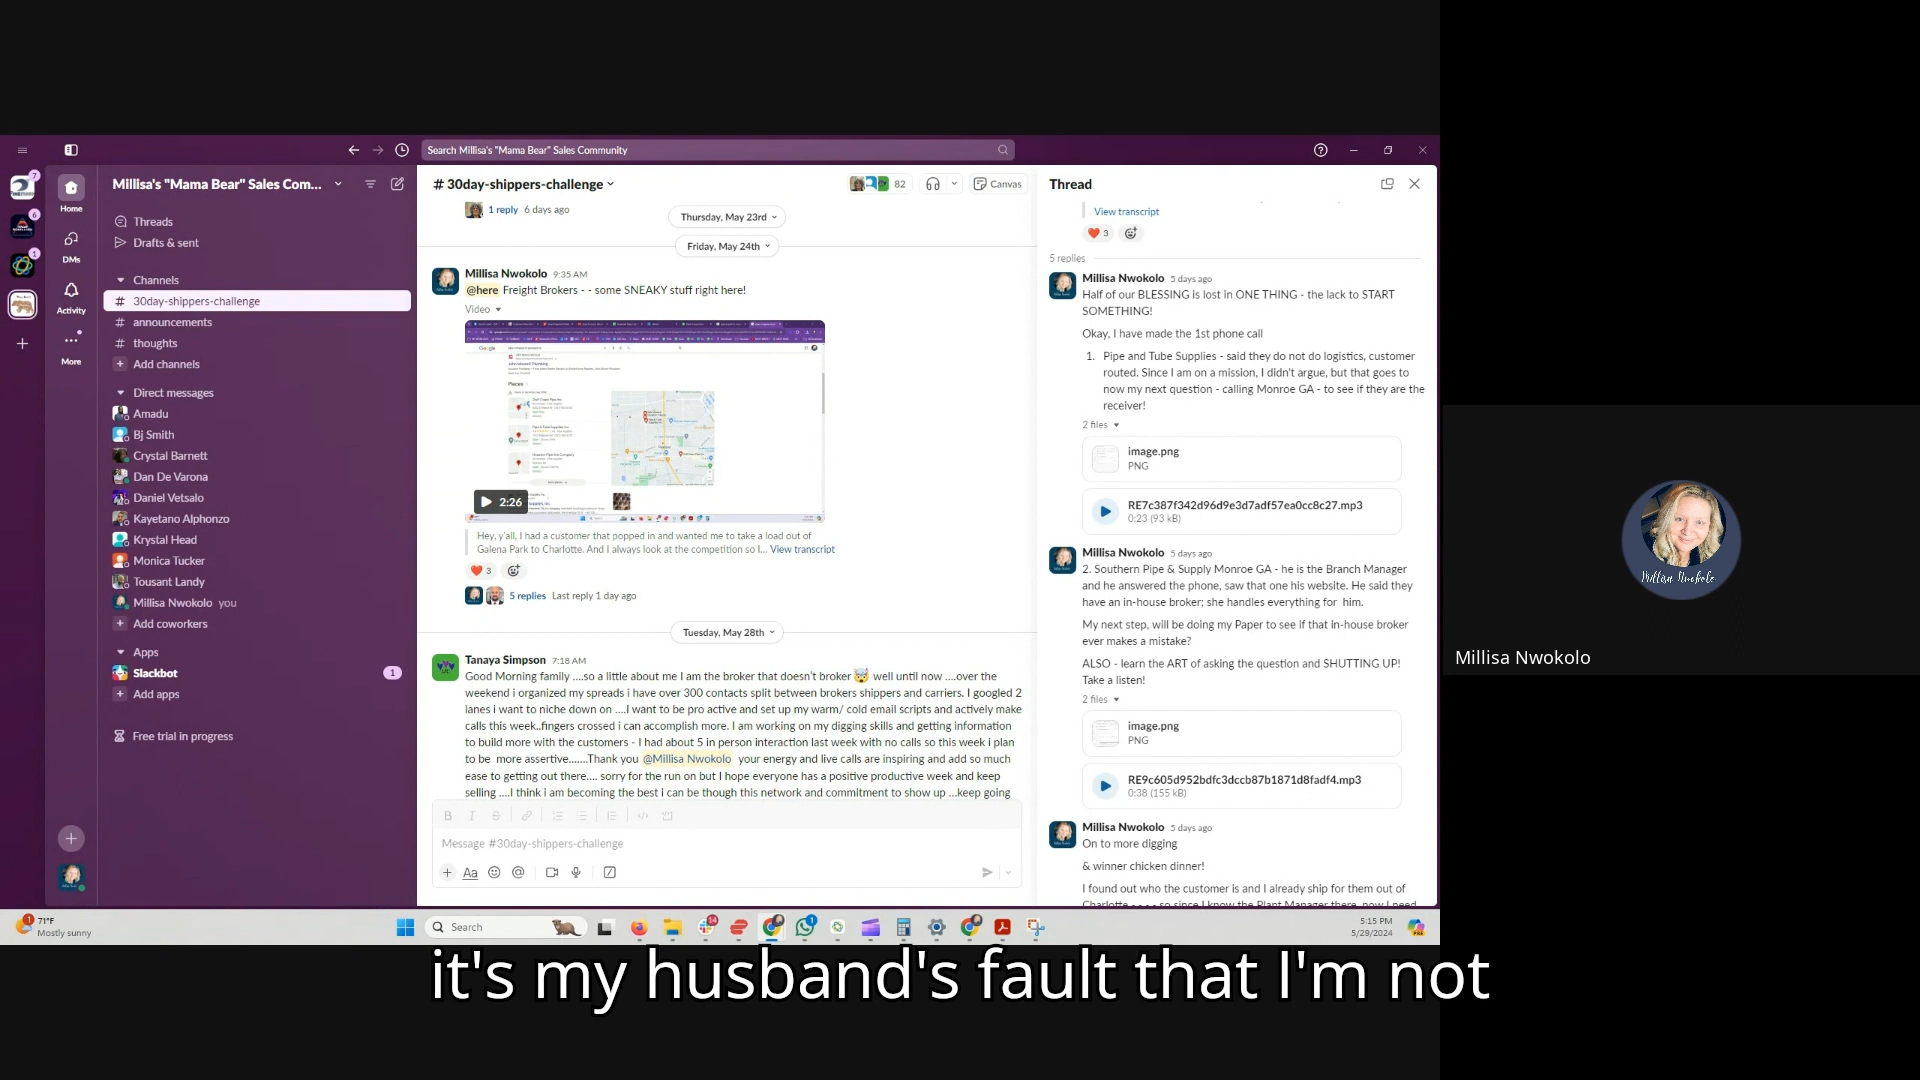 Search Millisa's "Mama Bear" Sales Community
7
6
1
Home
DMs
Activity
More
Millisa's "Mama Bear" Sales Com...
Threads
Drafts & sent
Channels
# 30day-shippers-challenge
# announcements
# thoughts
Add channels
Direct messages
Amadu
Bj Smith
Crystal Barnett
Dan De Varona
Daniel Vetsalo
Kayetano Alphonzo
Krystal Head
Monica Tucker
Tousant Landy
Millisa Nwokolo you
Add coworkers
Apps
Slackbot 1
Add apps
Free trial in progress
# 30day-shippers-challenge
82
Canvas
1 reply 6 days ago
Thursday, May 23rd
Friday, May 24th
Millisa Nwokolo 9:35 AM
@here Freight Brokers - - some SNEAKY stuff right here!
Video
Google
Places
2:26
Hey, y'all, I had a customer that popped in and wanted me to take a load out of
Galena Park to Charlotte. And I always look at the competition so I... View transcript
3
5 replies Last reply 1 day ago
Tuesday, May 28th
Tanaya Simpson 7:18 AM
Good Morning family ....so a little about me I am the broker that doesn't broker 🤯 well until now ....over the
weekend i organized my spreads i have over 300 contacts split between brokers shippers and carriers. I googled 2
lanes i want to niche down on ....I want to be pro active and set up my warm/ cold email scripts and actively make
calls this week..fingers crossed i can accomplish more. I am working on my digging skills and getting information
to build more with the customers - I had about 5 in person interaction last week with no calls so this week i plan
to be more assertive.......Thank you @Millisa Nwokolo your energy and live calls are inspiring and add so much
ease to getting out there.... sorry for the run on but I hope everyone has a positive productive week and keep
selling ....I think i am becoming the best i can be though this network and commitment to show up ...keep going
Message #30day-shippers-challenge
Aa
Thread
View transcript
3
5 replies
Millisa Nwokolo 5 days ago
Half of our BLESSING is lost in ONE THING - the lack to START
SOMETHING!
Okay, I have made the 1st phone call
1. Pipe and Tube Supplies - said they do not do logistics, customer
routed. Since I am on a mission, I didn't argue, but that goes to
now my next question - calling Monroe GA - to see if they are the
receiver!
2 files
image.png
PNG
RE7c387f342d96d9e3d7adf57ea0cc8c27.mp3
0:23 (93 kB)
Millisa Nwokolo 5 days ago
2. Southern Pipe & Supply Monroe GA - he is the Branch Manager
and he answered the phone, saw that one his website. He said they
have an in-house broker; she handles everything for him.
My next step, will be doing my Paper to see if that in-house broker
ever makes a mistake?
ALSO - learn the ART of asking the question and SHUTTING UP!
Take a listen!
2 files
image.png
PNG
RE9c605d952bdfc3dccb87b1871d8fadf4.mp3
0:38 (155 kB)
Millisa Nwokolo 5 days ago
On to more digging
& winner chicken dinner!
I found out who the customer is and I already ship for them out of
Charlotte - - - - so since I know the Plant Manager there, now I need
Millisa Nwokolo
Millisa Nwokolo
1
71°F
Mostly sunny
Search
14
1
5:15 PM
5/29/2024
it's my husband's fault that I'm not